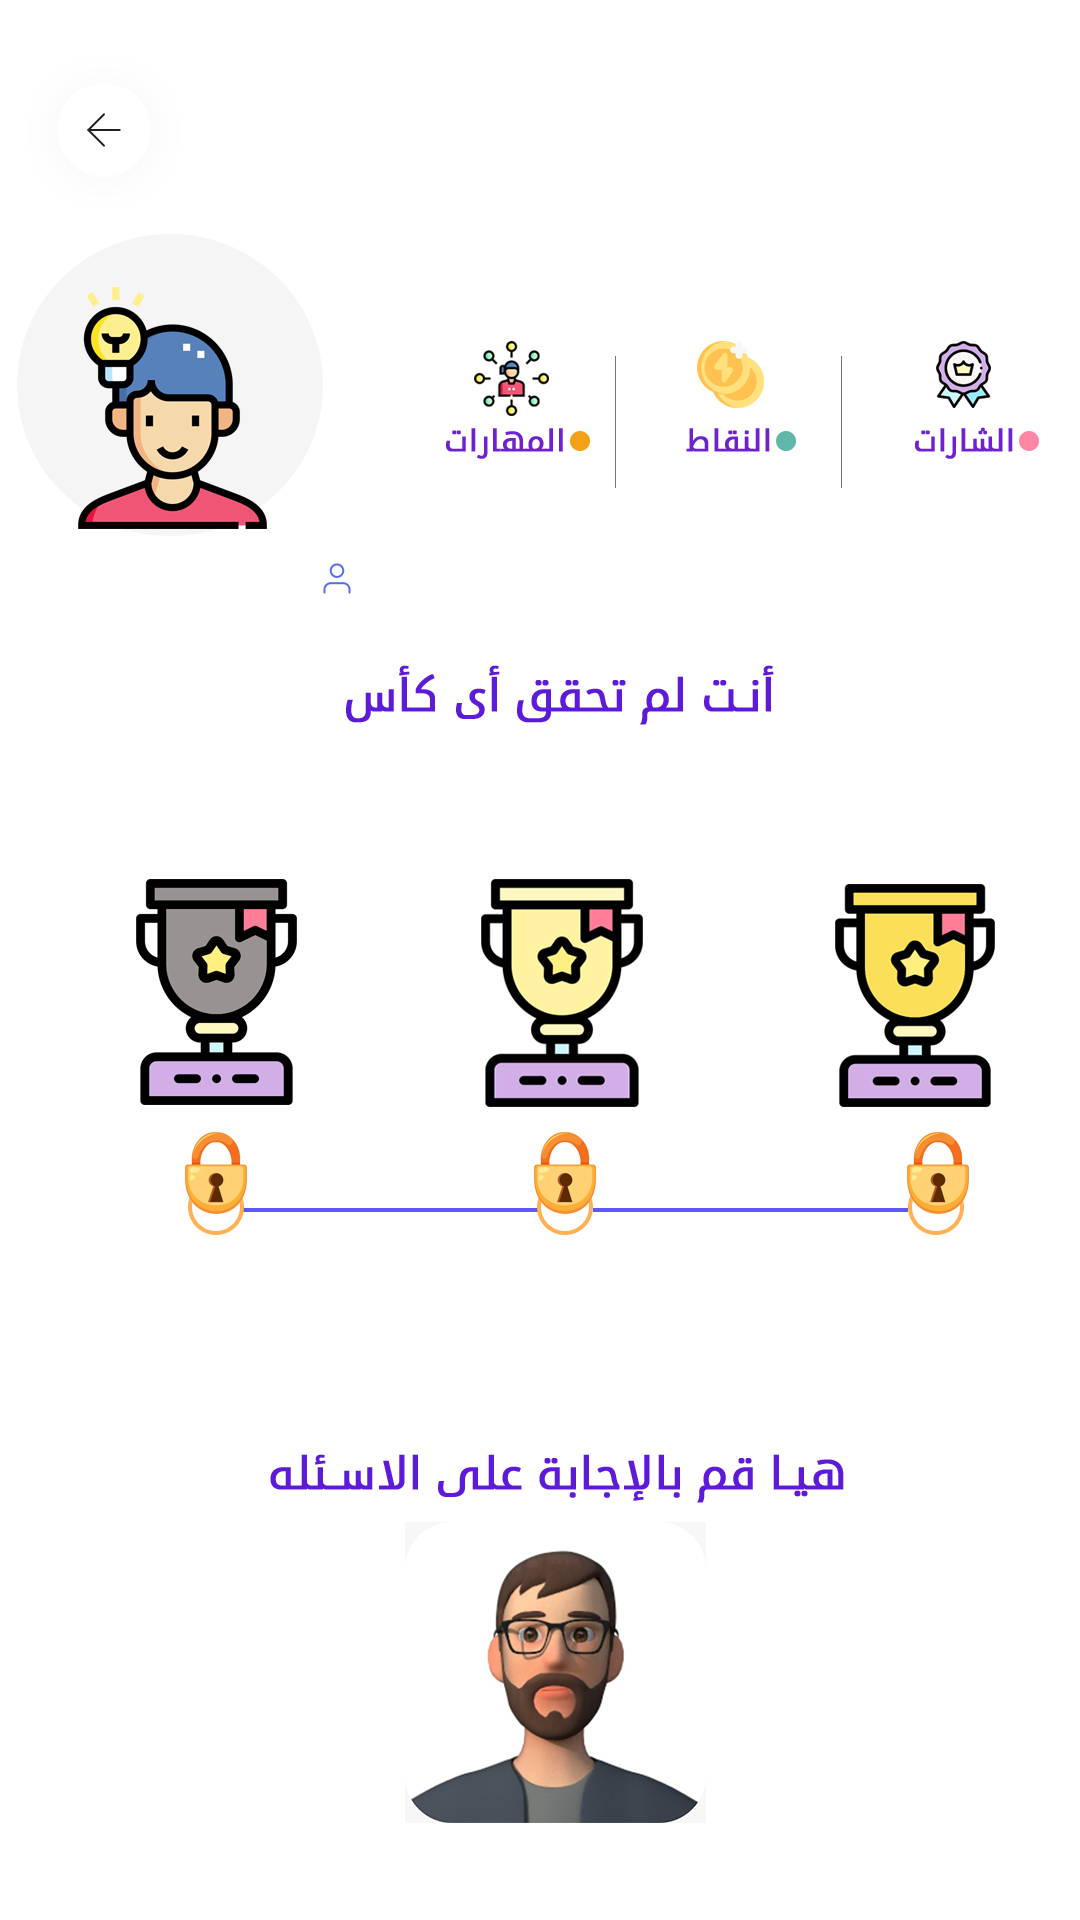 الشارات
النقاط
المهارات
أنت لم تحقق أى كأس
هيا قم بالإجابة على الاسئله